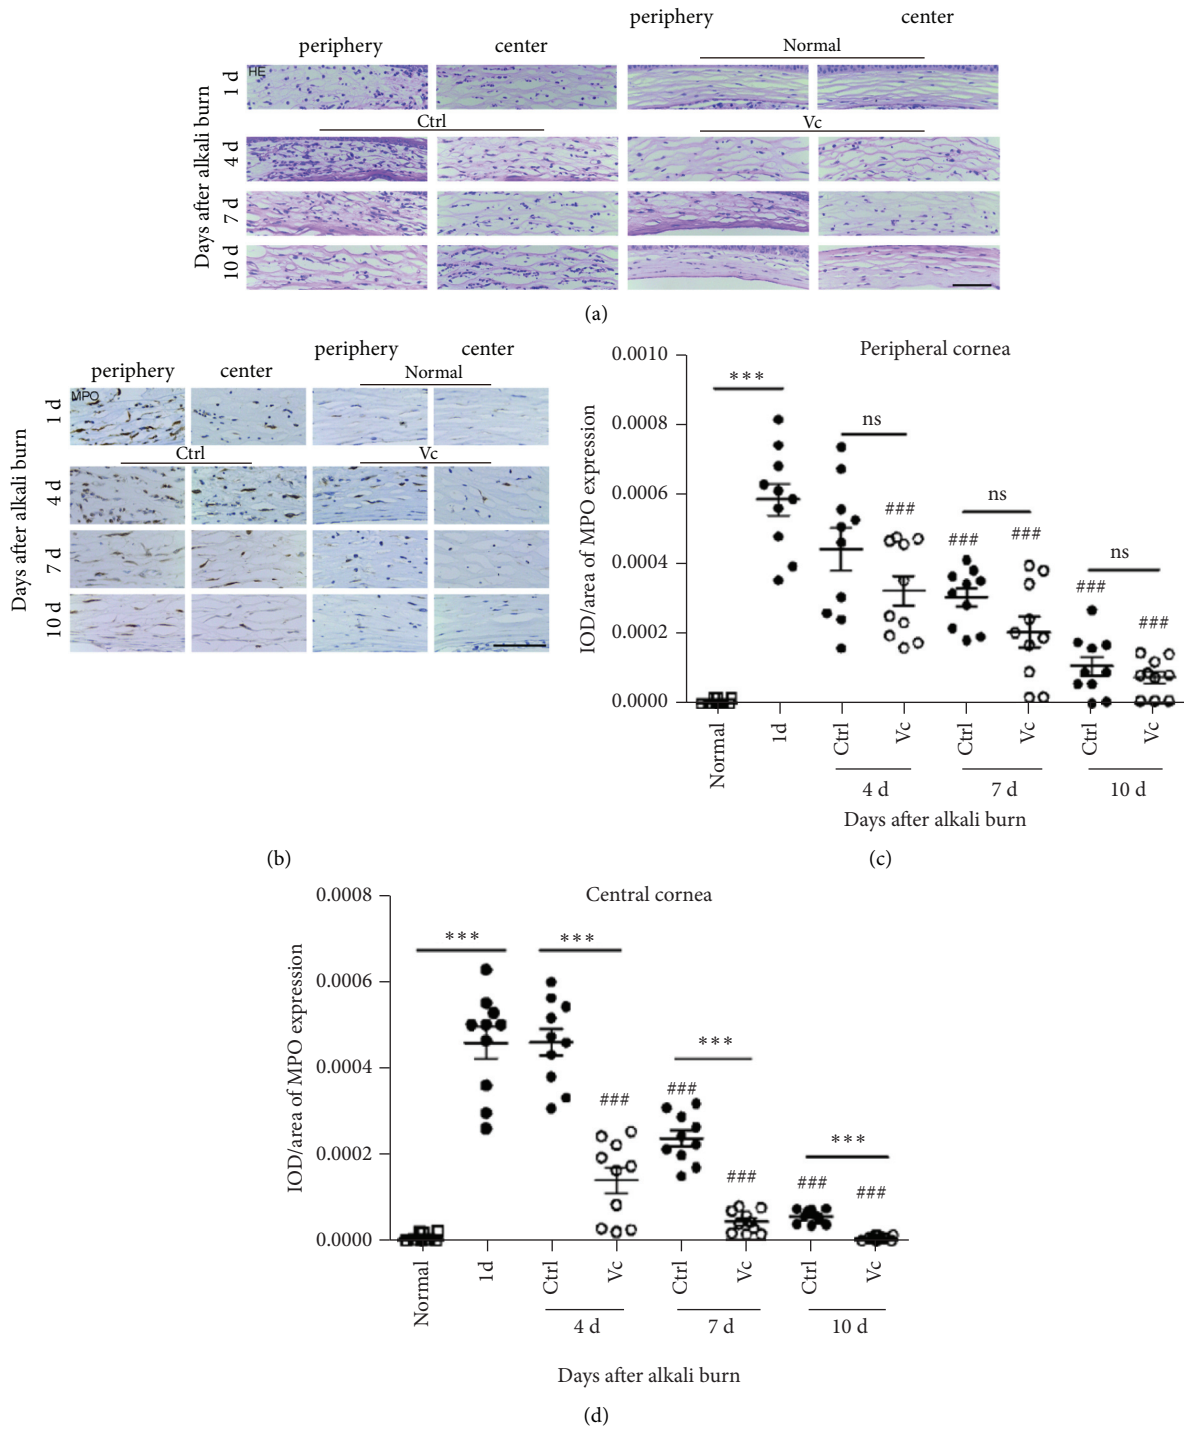 periphery center
periphery center
Normal
HE
1 d
Ctrl Vc
4 d
7 d
10 d
Days after alkali burn
(a)
periphery center
periphery center
Normal
MPO
1 d
Ctrl Vc
4 d
7 d
10 d
Days after alkali burn
(b)
Peripheral cornea
IOD/area of MPO expression
0.0010
0.0008
0.0006
0.0004
0.0002
0.0000
***
ns
ns
ns
###
###
###
###
###
Normal 1d Ctrl Vc Ctrl Vc Ctrl Vc
4 d 7 d 10 d
Days after alkali burn
(c)
Central cornea
IOD/area of MPO expression
0.0008
0.0006
0.0004
0.0002
0.0000
*** ***
***
***
###
###
###
###
###
Normal 1d Ctrl Vc Ctrl Vc Ctrl Vc
4 d 7 d 10 d
Days after alkali burn
(d)